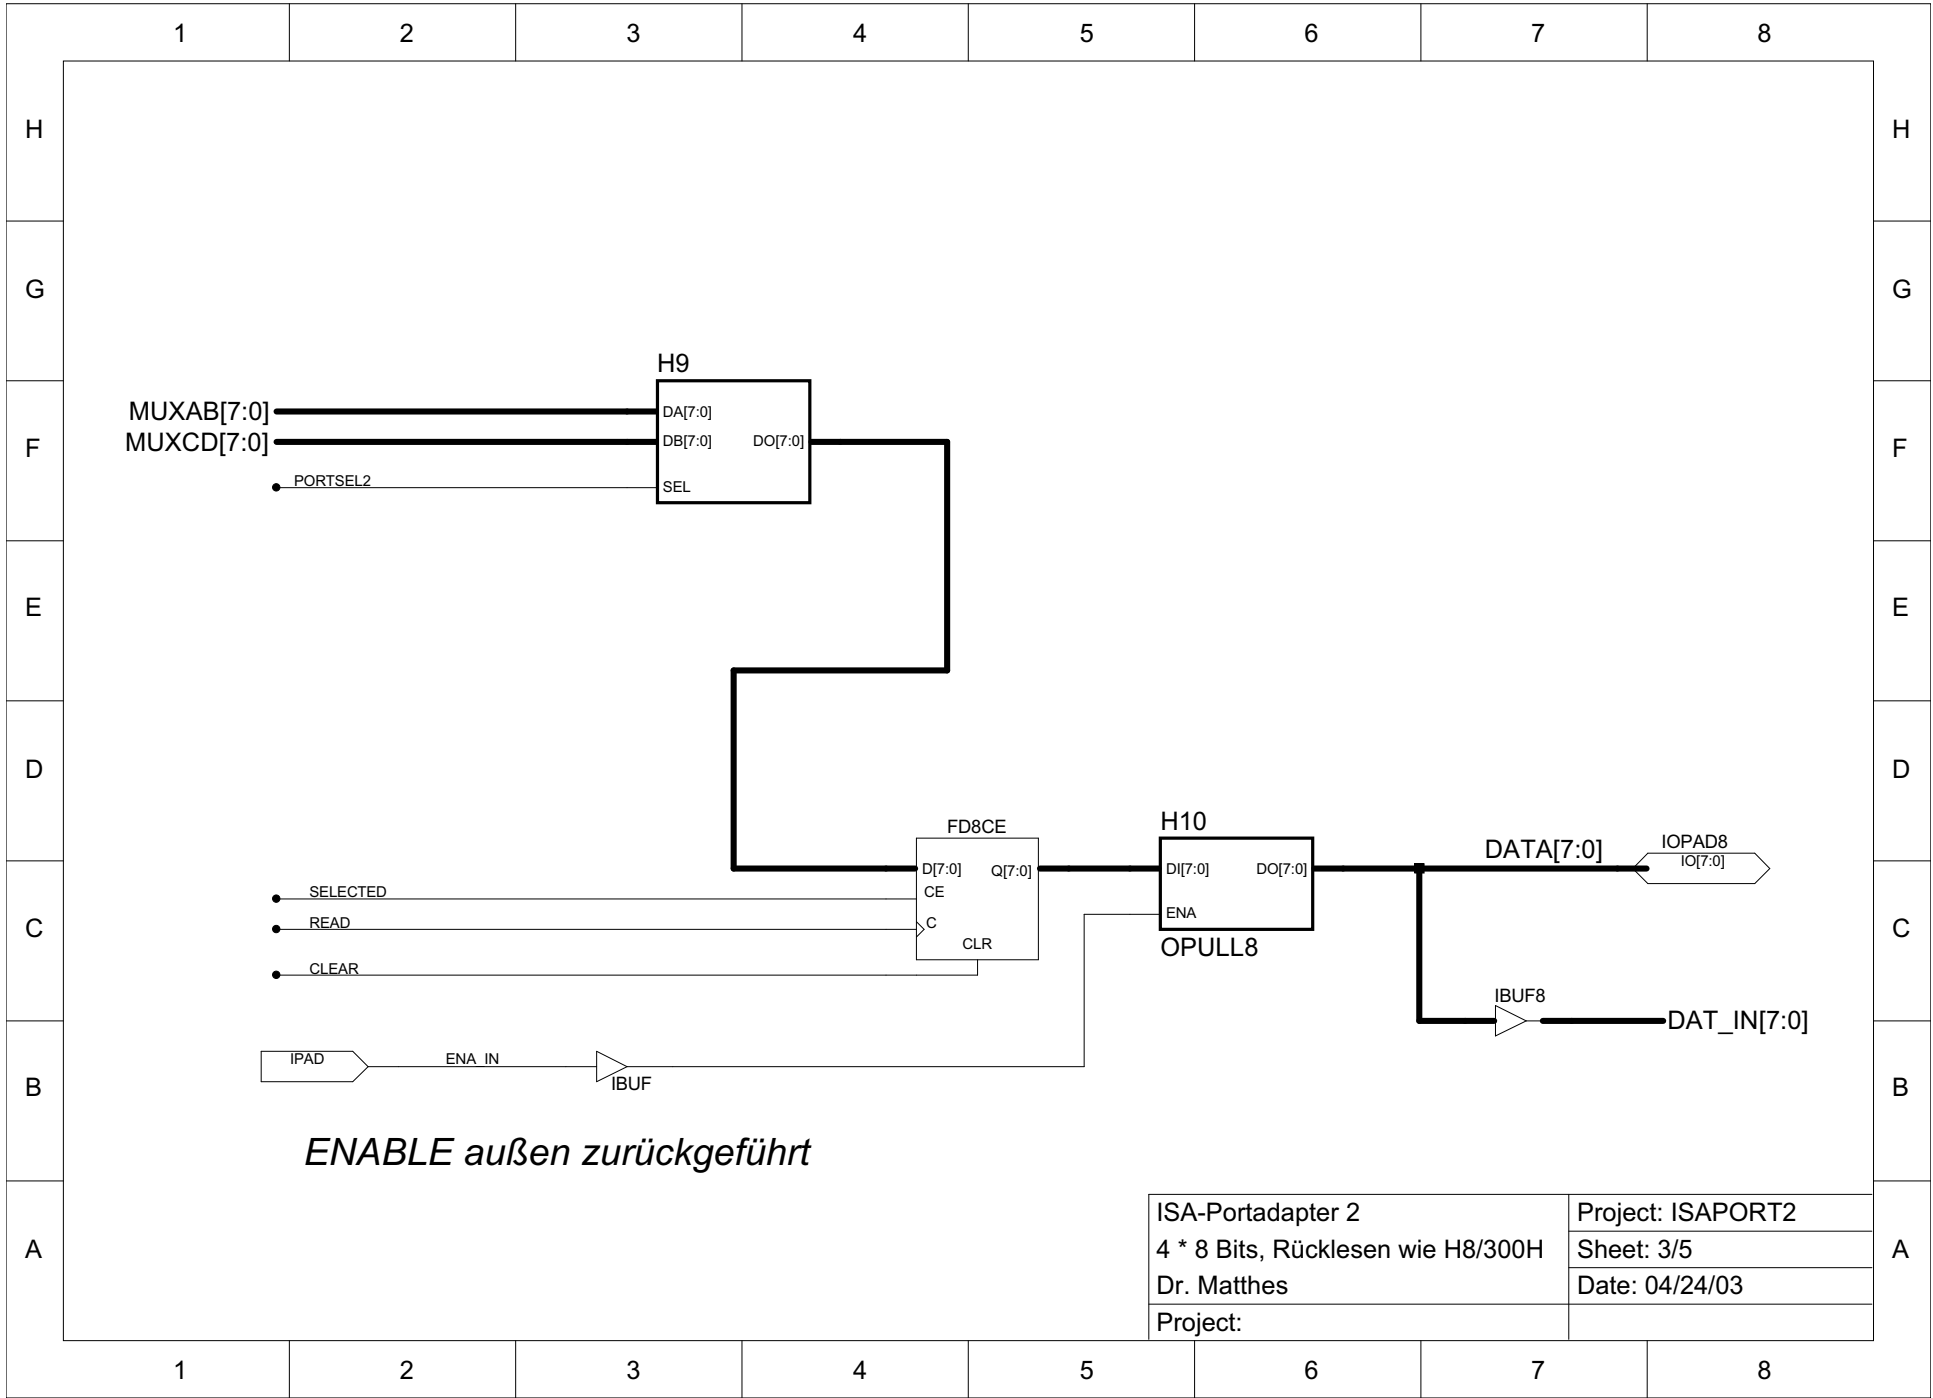 1 2 3 4 5 6 7 8
H H
G G
H9
MUXAB[7:0] DA[7:0]
F MUXCD[7:0] DB[7:0] DO[7:0] F
PORTSEL2 SEL
E E
D D
FD8CE H10 DATA[7:0] IOPAD8
D[7:0] Q[7:0] DI[7:0] DO[7:0] IO[7:0]
SELECTED CE
C READ C ENA C
CLEAR CLR OPULL8
IBUF8
DAT_IN[7:0]
B IPAD ENA_IN IBUF B
ENABLE außen zurückgeführt
ISA-Portadapter 2 Project: ISAPORT2
A 4 * 8 Bits, Rücklesen wie H8/300H Sheet: 3/5 A
Dr. Matthes Date: 04/24/03
Project:
1 2 3 4 5 6 7 8